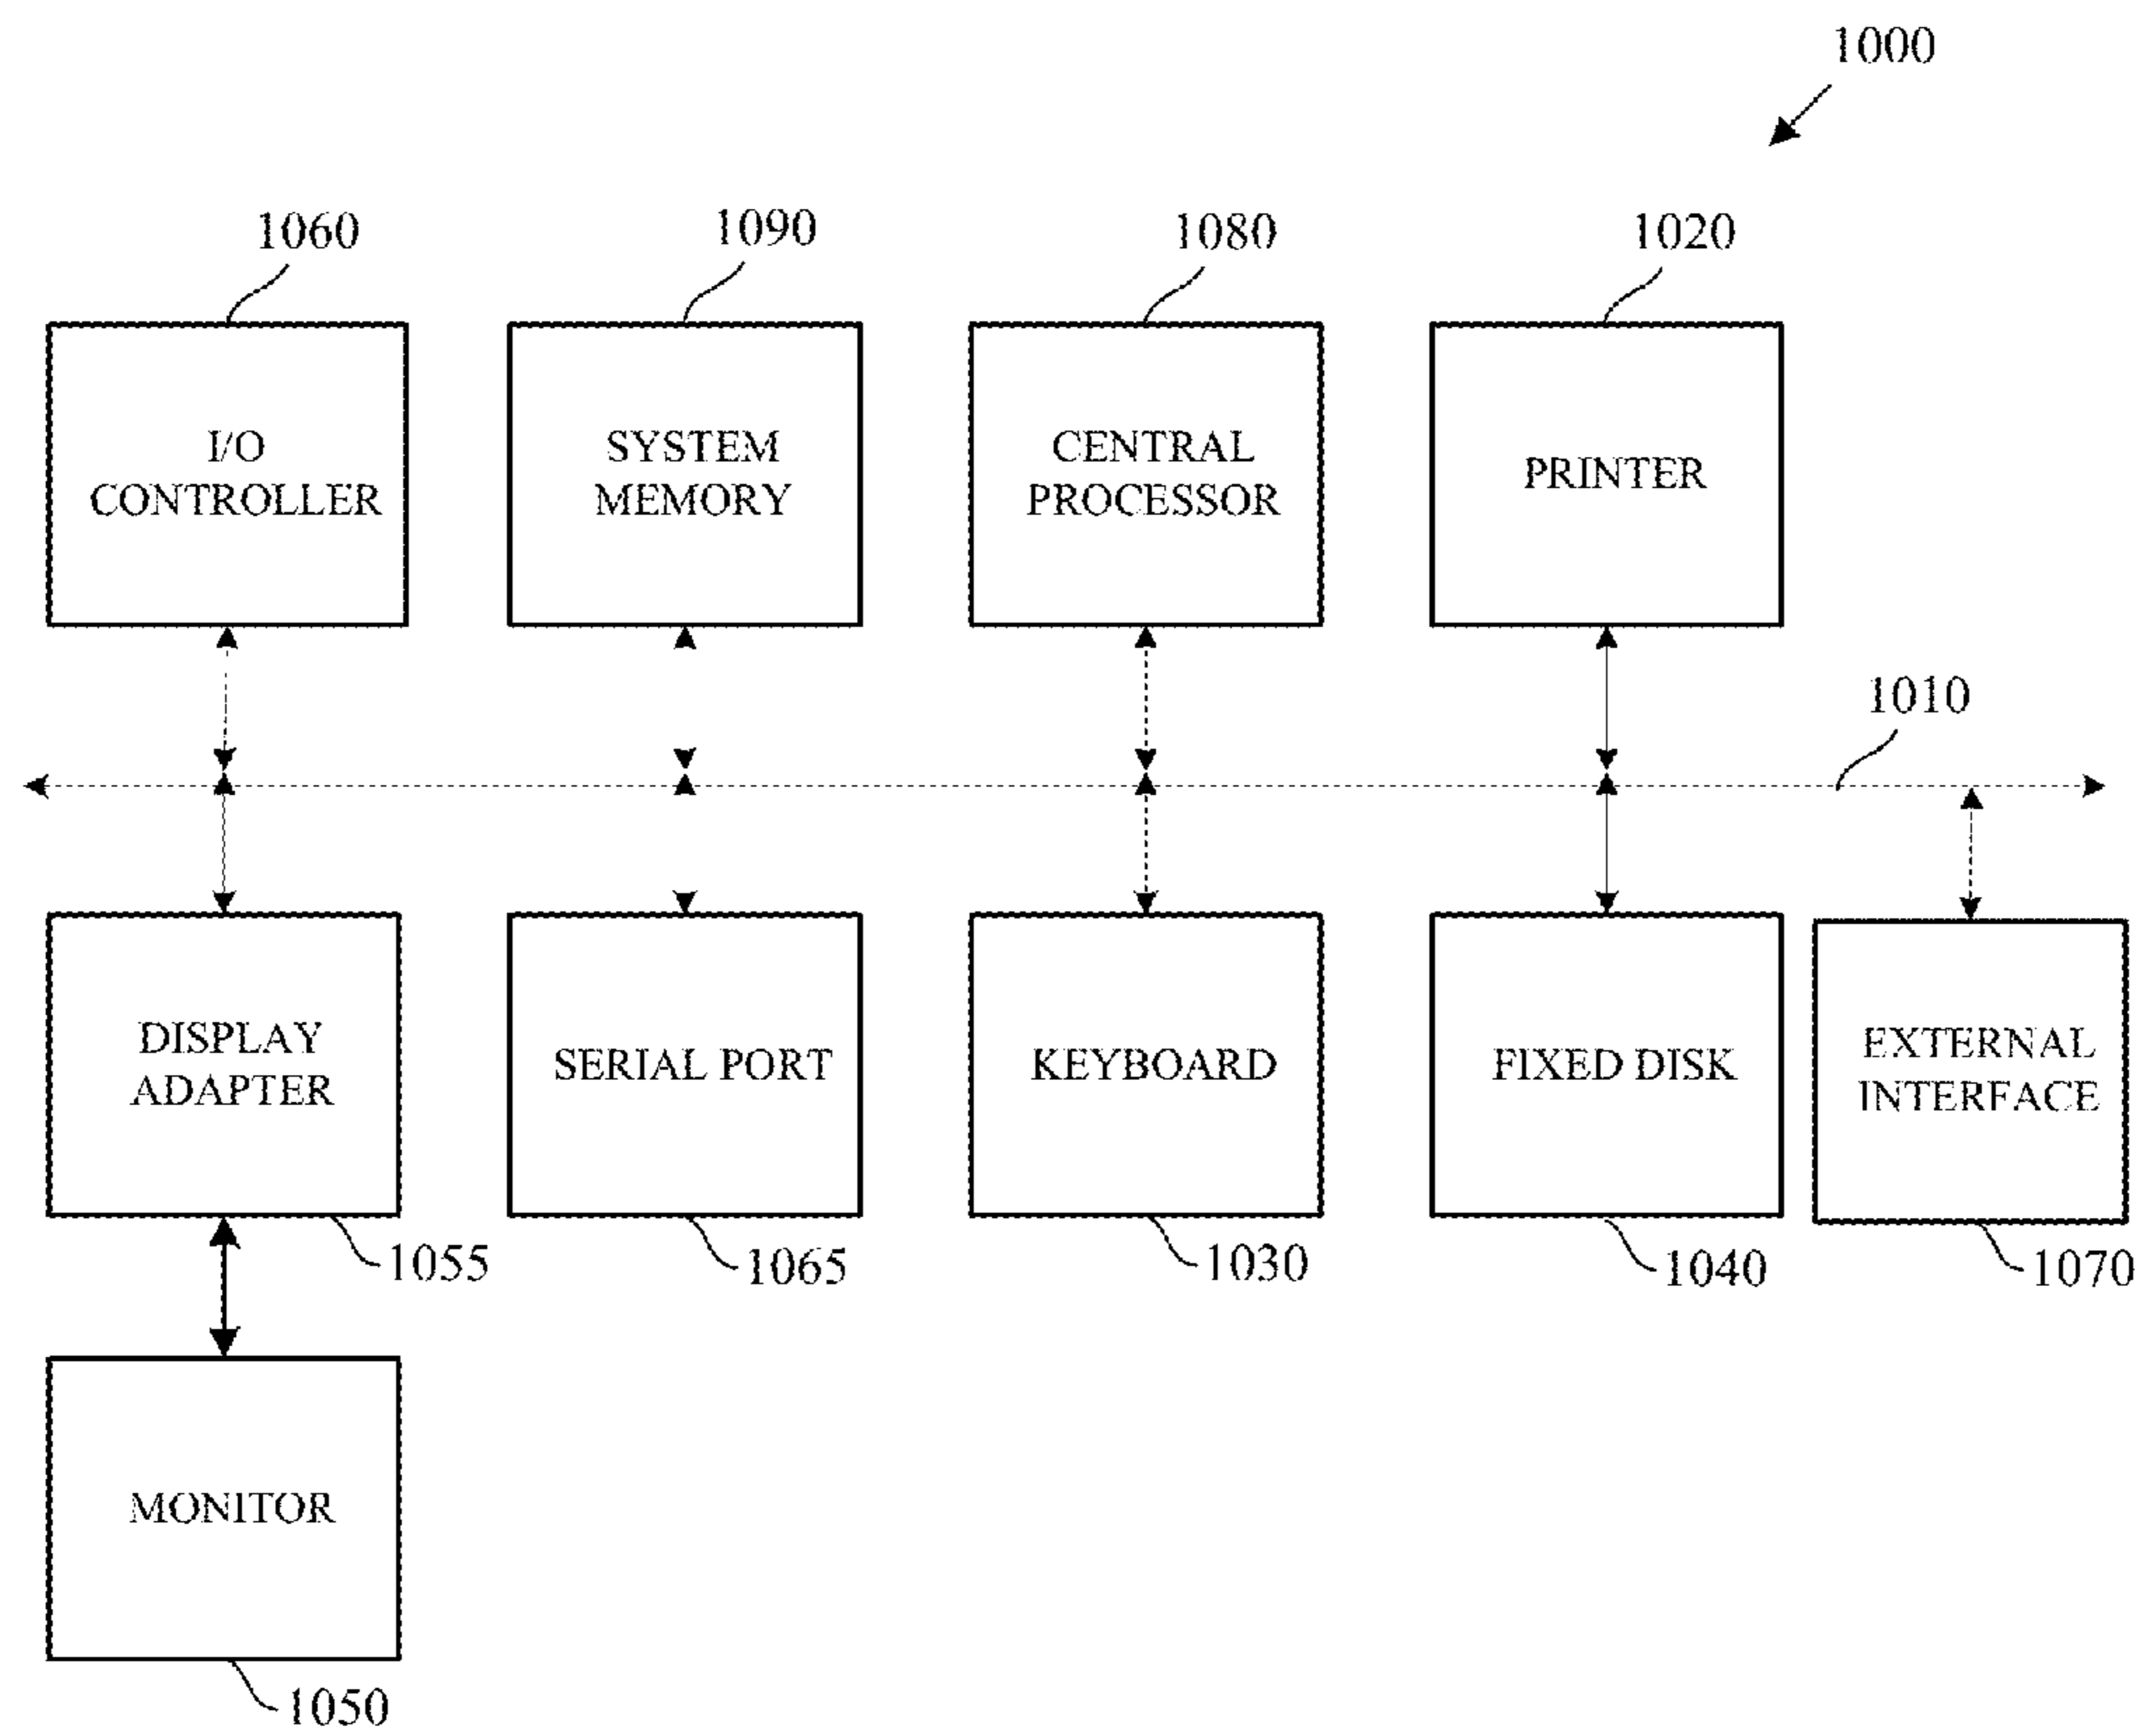 1000
1060
1090
1080
1020
I/O
CONTROLLER
SYSTEM
MEMORY
CENTRAL
PROCESSOR
PRINTER
1010
DISPLAY
ADAPTER
SERIAL PORT
KEYBOARD
FIXED DISK
EXTERNAL
INTERFACE
1055
1065
1030
1040
1070
MONITOR
1050